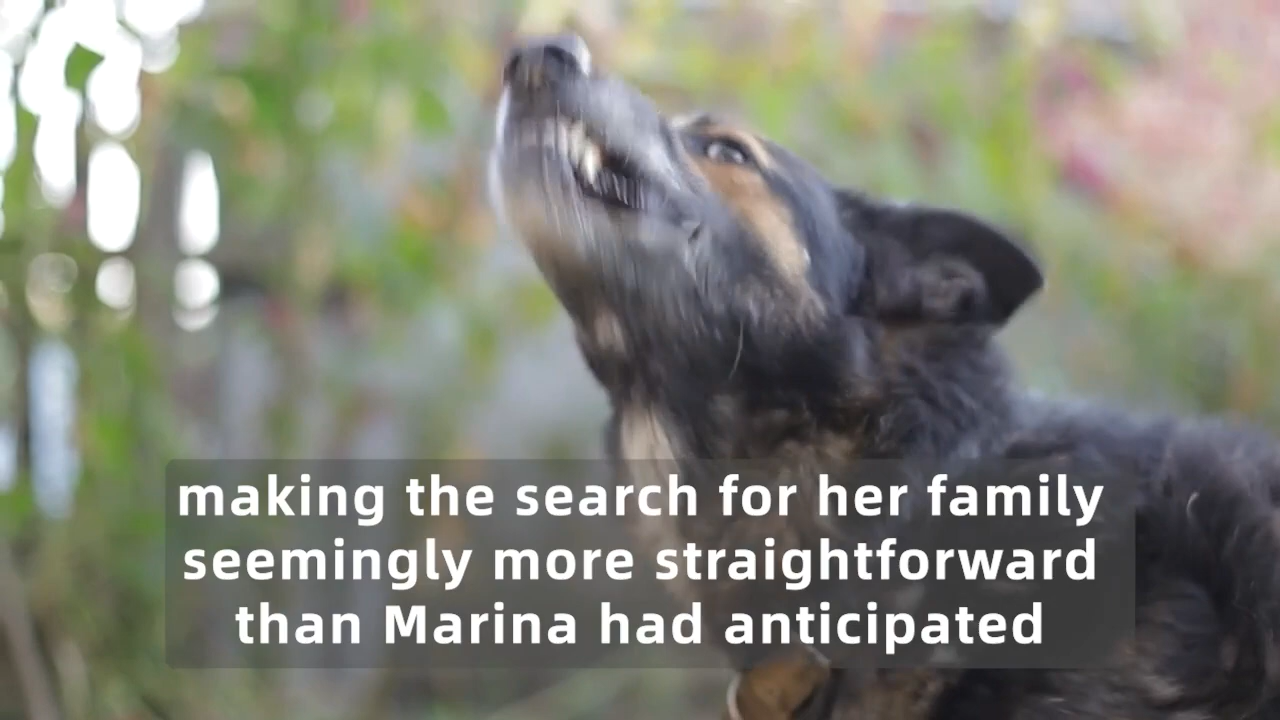 making the search for her family
seemingly more straightforward
than Marina had anticipated